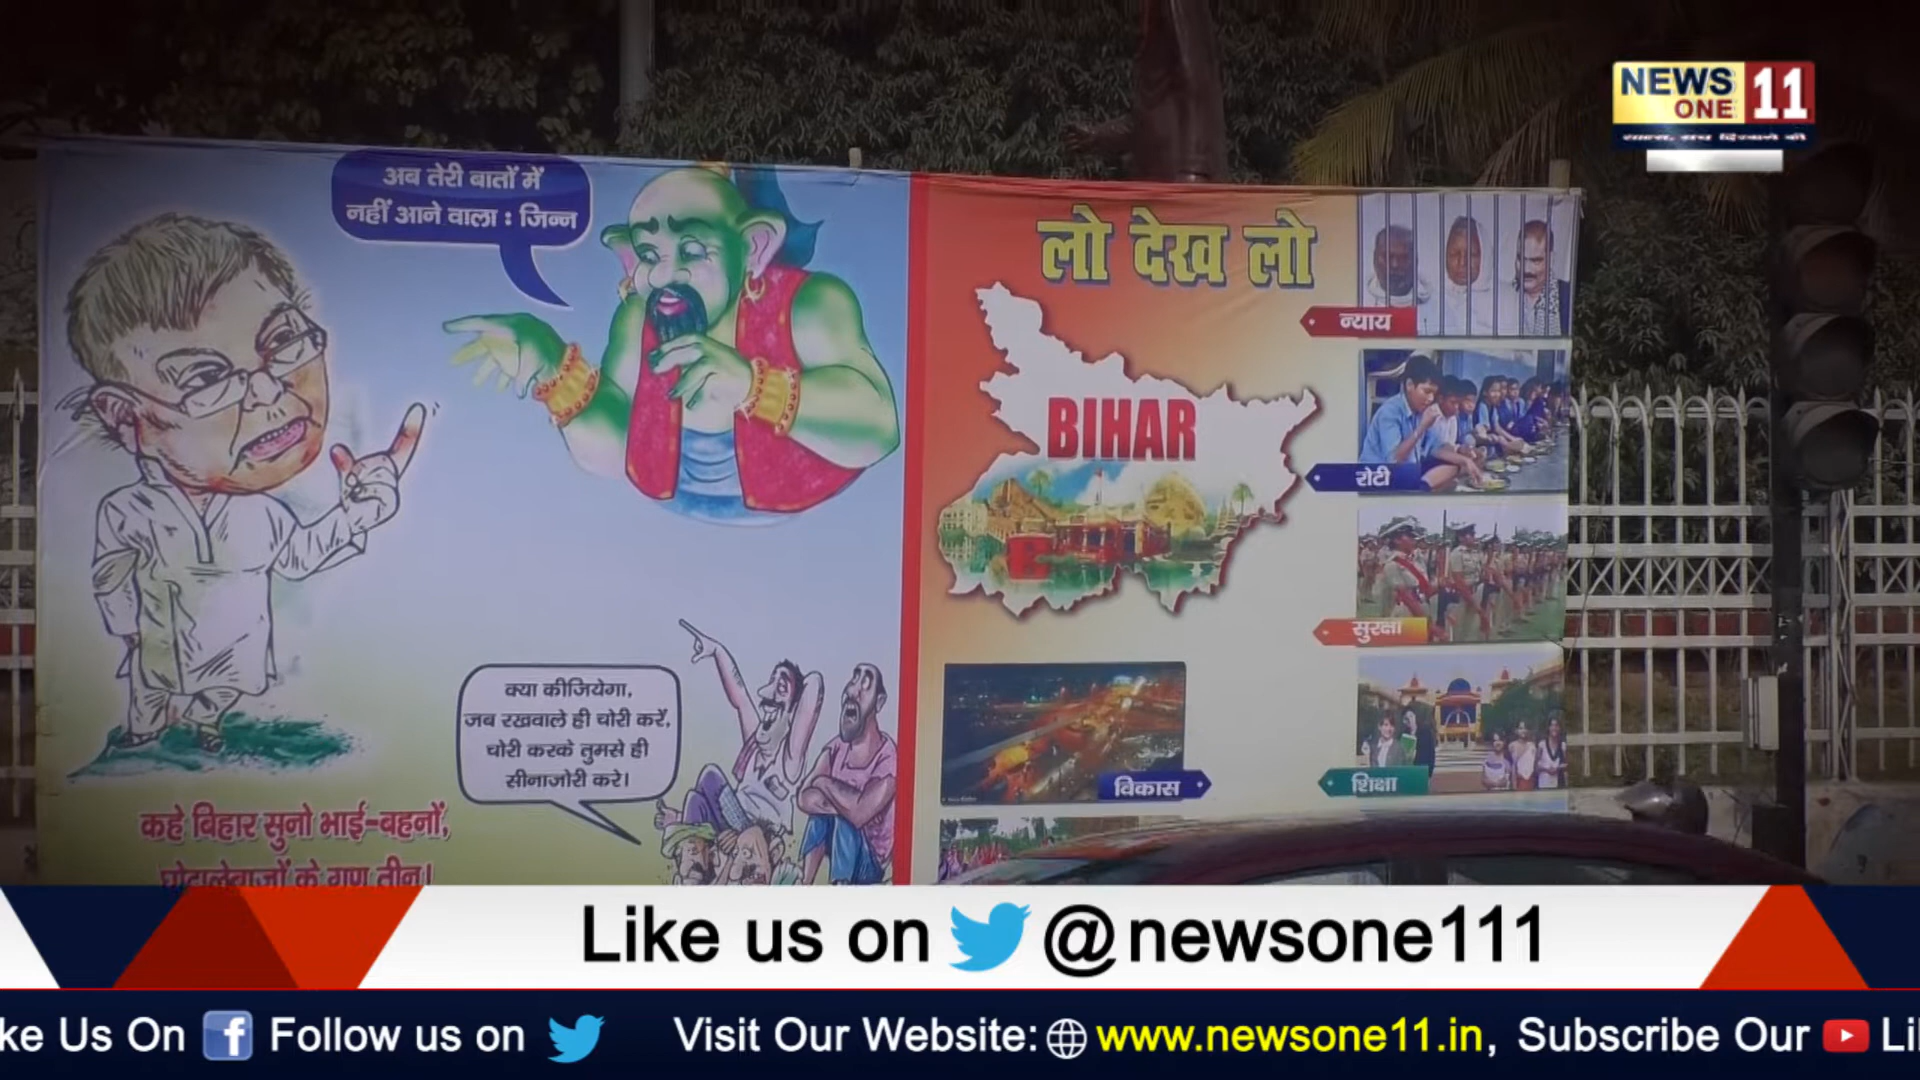 NEWS
ONE 11
अब तेरी बातों में
नहीं आने वाला : जिन्न
लो देख लो
न्याय
BIHAR
रोटी
सुरक्षा
क्या कीजियेगा,
जब रखवाले ही चोरी करें,
चोरी करके तुमसे ही
सीनाजोरी करे।
विकास
शिक्षा
कहे बिहार सुनो भाई-बहनों,
घोटालेबाजों के गुण तीन।
Like us on @newsone111
ke Us On Follow us on Visit Our Website: www.newsone11.in, Subscribe Our Li